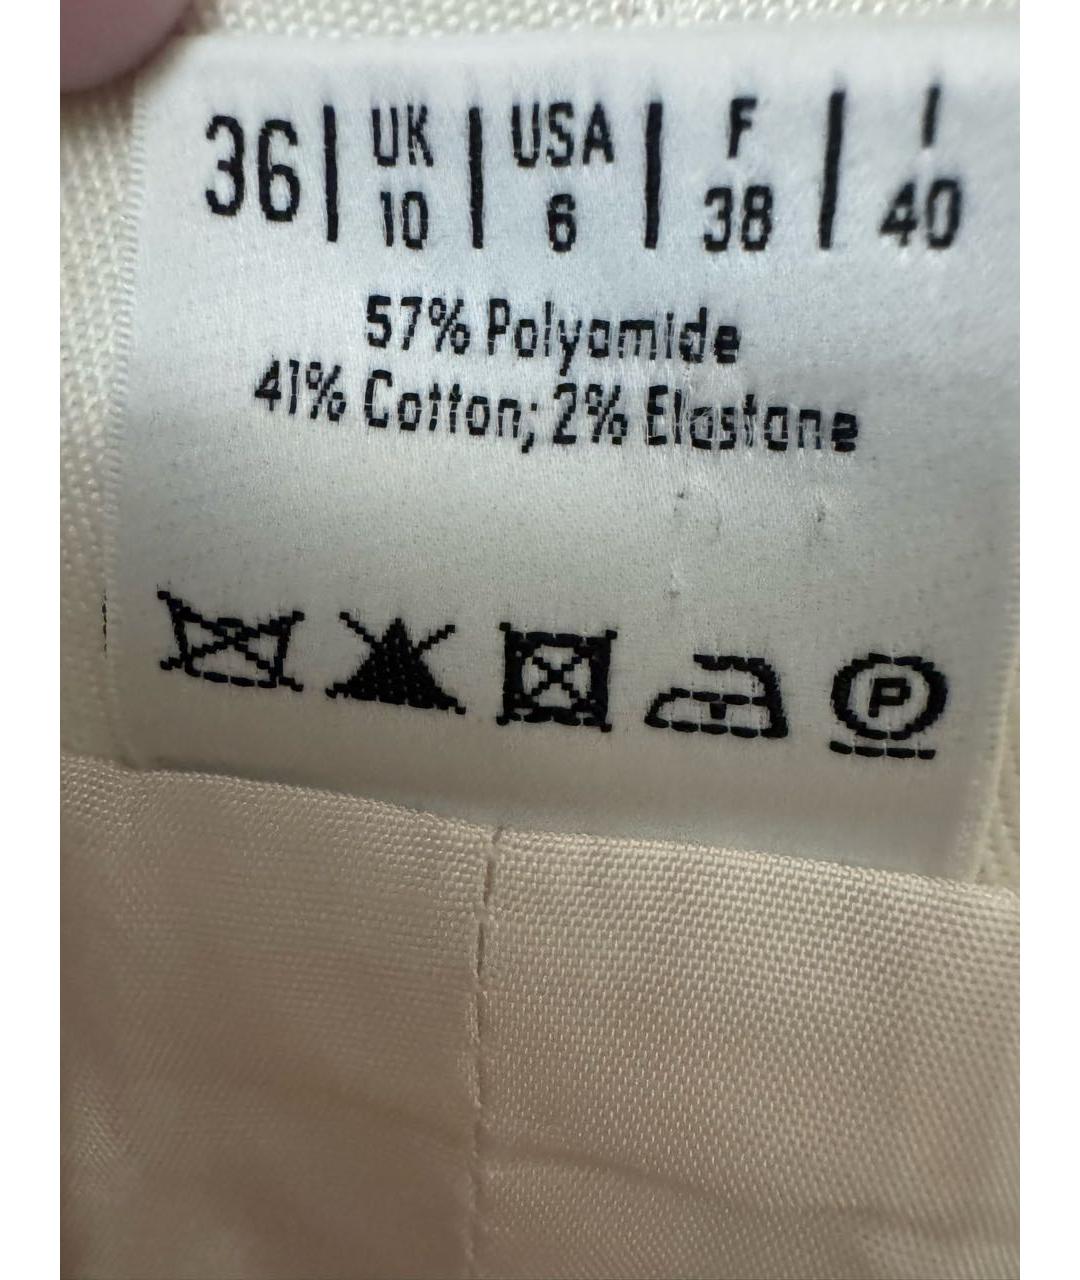 36 | UK 10 | USA 6 | F 38 | I 40
57% Polyamide
41% Cotton; 2% Elastane
P